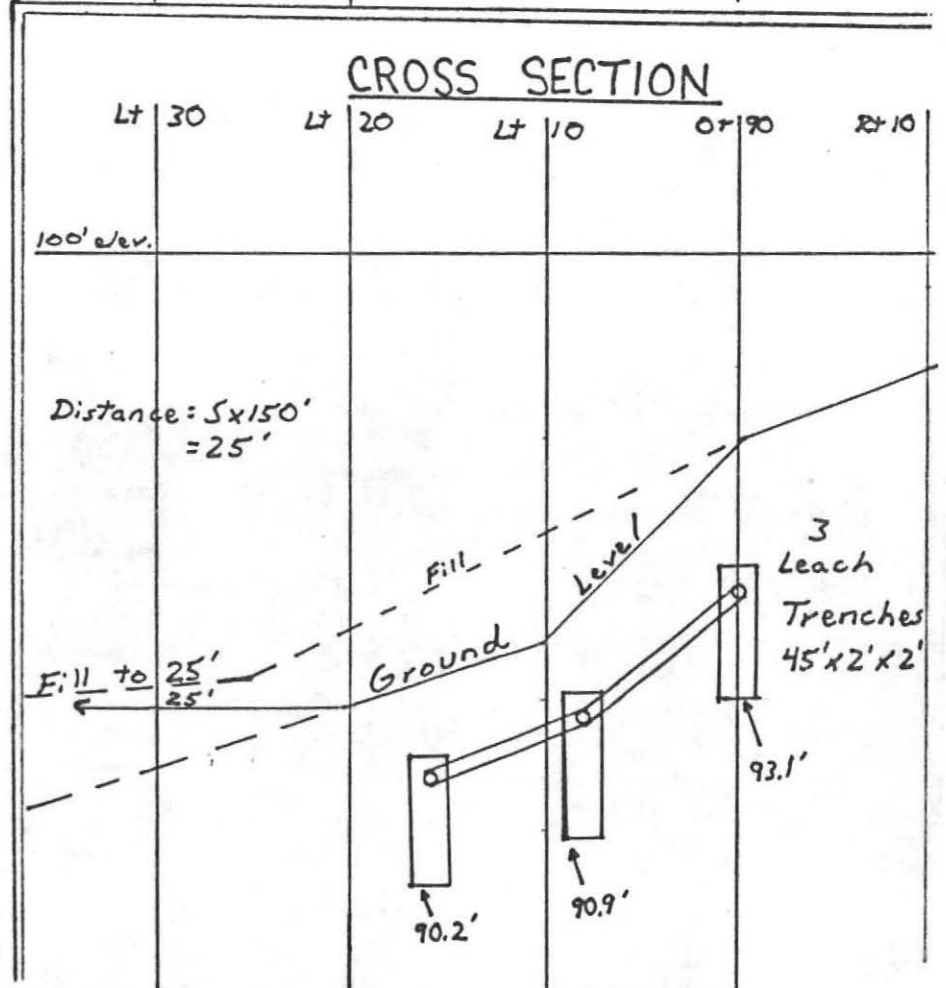 CROSS SECTION
Lt 30
Lt 20
Lt 10
0+90
Rt 10
100' elev.
Distance: 5x150'
=25'
Fill
Level
Ground
3
Leach
Trenches
45'x2'x2'
Fill to 25'
25'
93.1'
90.9'
90.2'